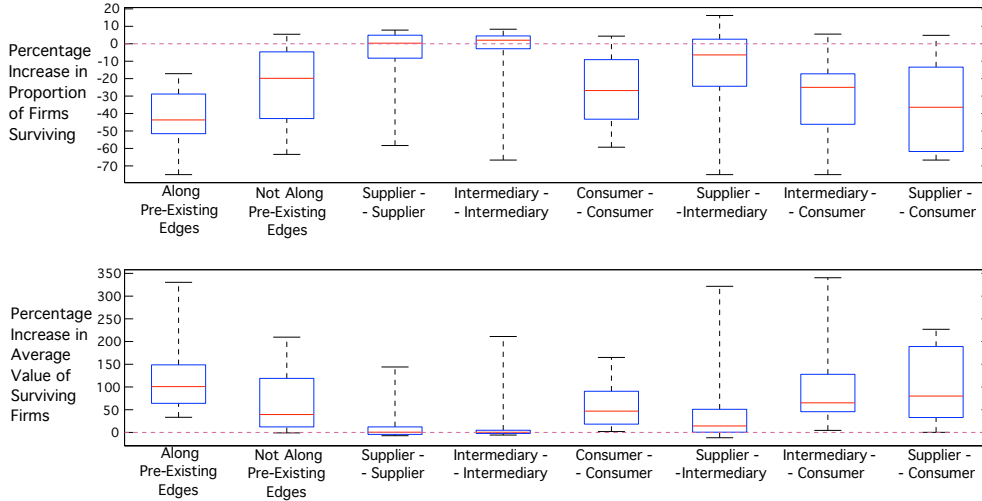 Percentage
Increase in
Proportion
of Firms
Surviving
20
10
0
-10
-20
-30
-40
-50
-60
-70
Along
Pre-Existing
Edges
Not Along
Pre-Existing
Edges
Supplier -
- Supplier
Intermediary -
- Intermediary
Consumer -
- Consumer
Supplier -
-Intermediary
Intermediary -
- Consumer
Supplier -
- Consumer
Percentage
Increase in
Average
Value of
Surviving
Firms
350
300
250
200
150
100
50
0
Along
Pre-Existing
Edges
Not Along
Pre-Existing
Edges
Supplier -
- Supplier
Intermediary -
- Intermediary
Consumer -
- Consumer
Supplier -
-Intermediary
Intermediary -
- Consumer
Supplier -
- Consumer